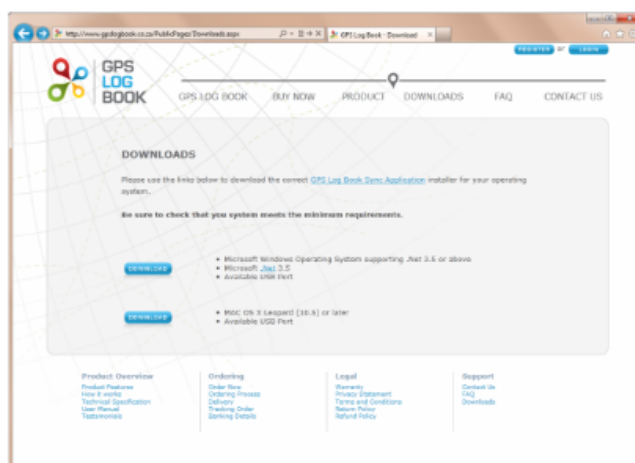 http://www.gpslogbook.co.za/PublicPages/Downloads.aspx
GPS Log Book - Download
REGISTER or LOGIN
GPS
LOG
BOOK
GPS LOG BOOK BUY NOW PRODUCT DOWNLOADS FAQ CONTACT US
DOWNLOADS
Please use the links below to download the correct GPS Log Book Sync Application installer for your operating
system.
Be sure to check that you system meets the minimum requirements.
DOWNLOAD
• Microsoft Windows Operating System supporting .Net 3.5 or above
• Microsoft .Net 3.5
• Available USB Port
DOWNLOAD
• MAC OS X Leopard (10.5) or later
• Available USB Port
Product Overview
Product Features
How it works
Technical Specification
User Manual
Testimonials
Ordering
Order Now
Ordering Process
Delivery
Tracking Order
Banking Details
Legal
Warranty
Privacy Statement
Terms and Conditions
Return Policy
Refund Policy
Support
Contact Us
FAQ
Downloads